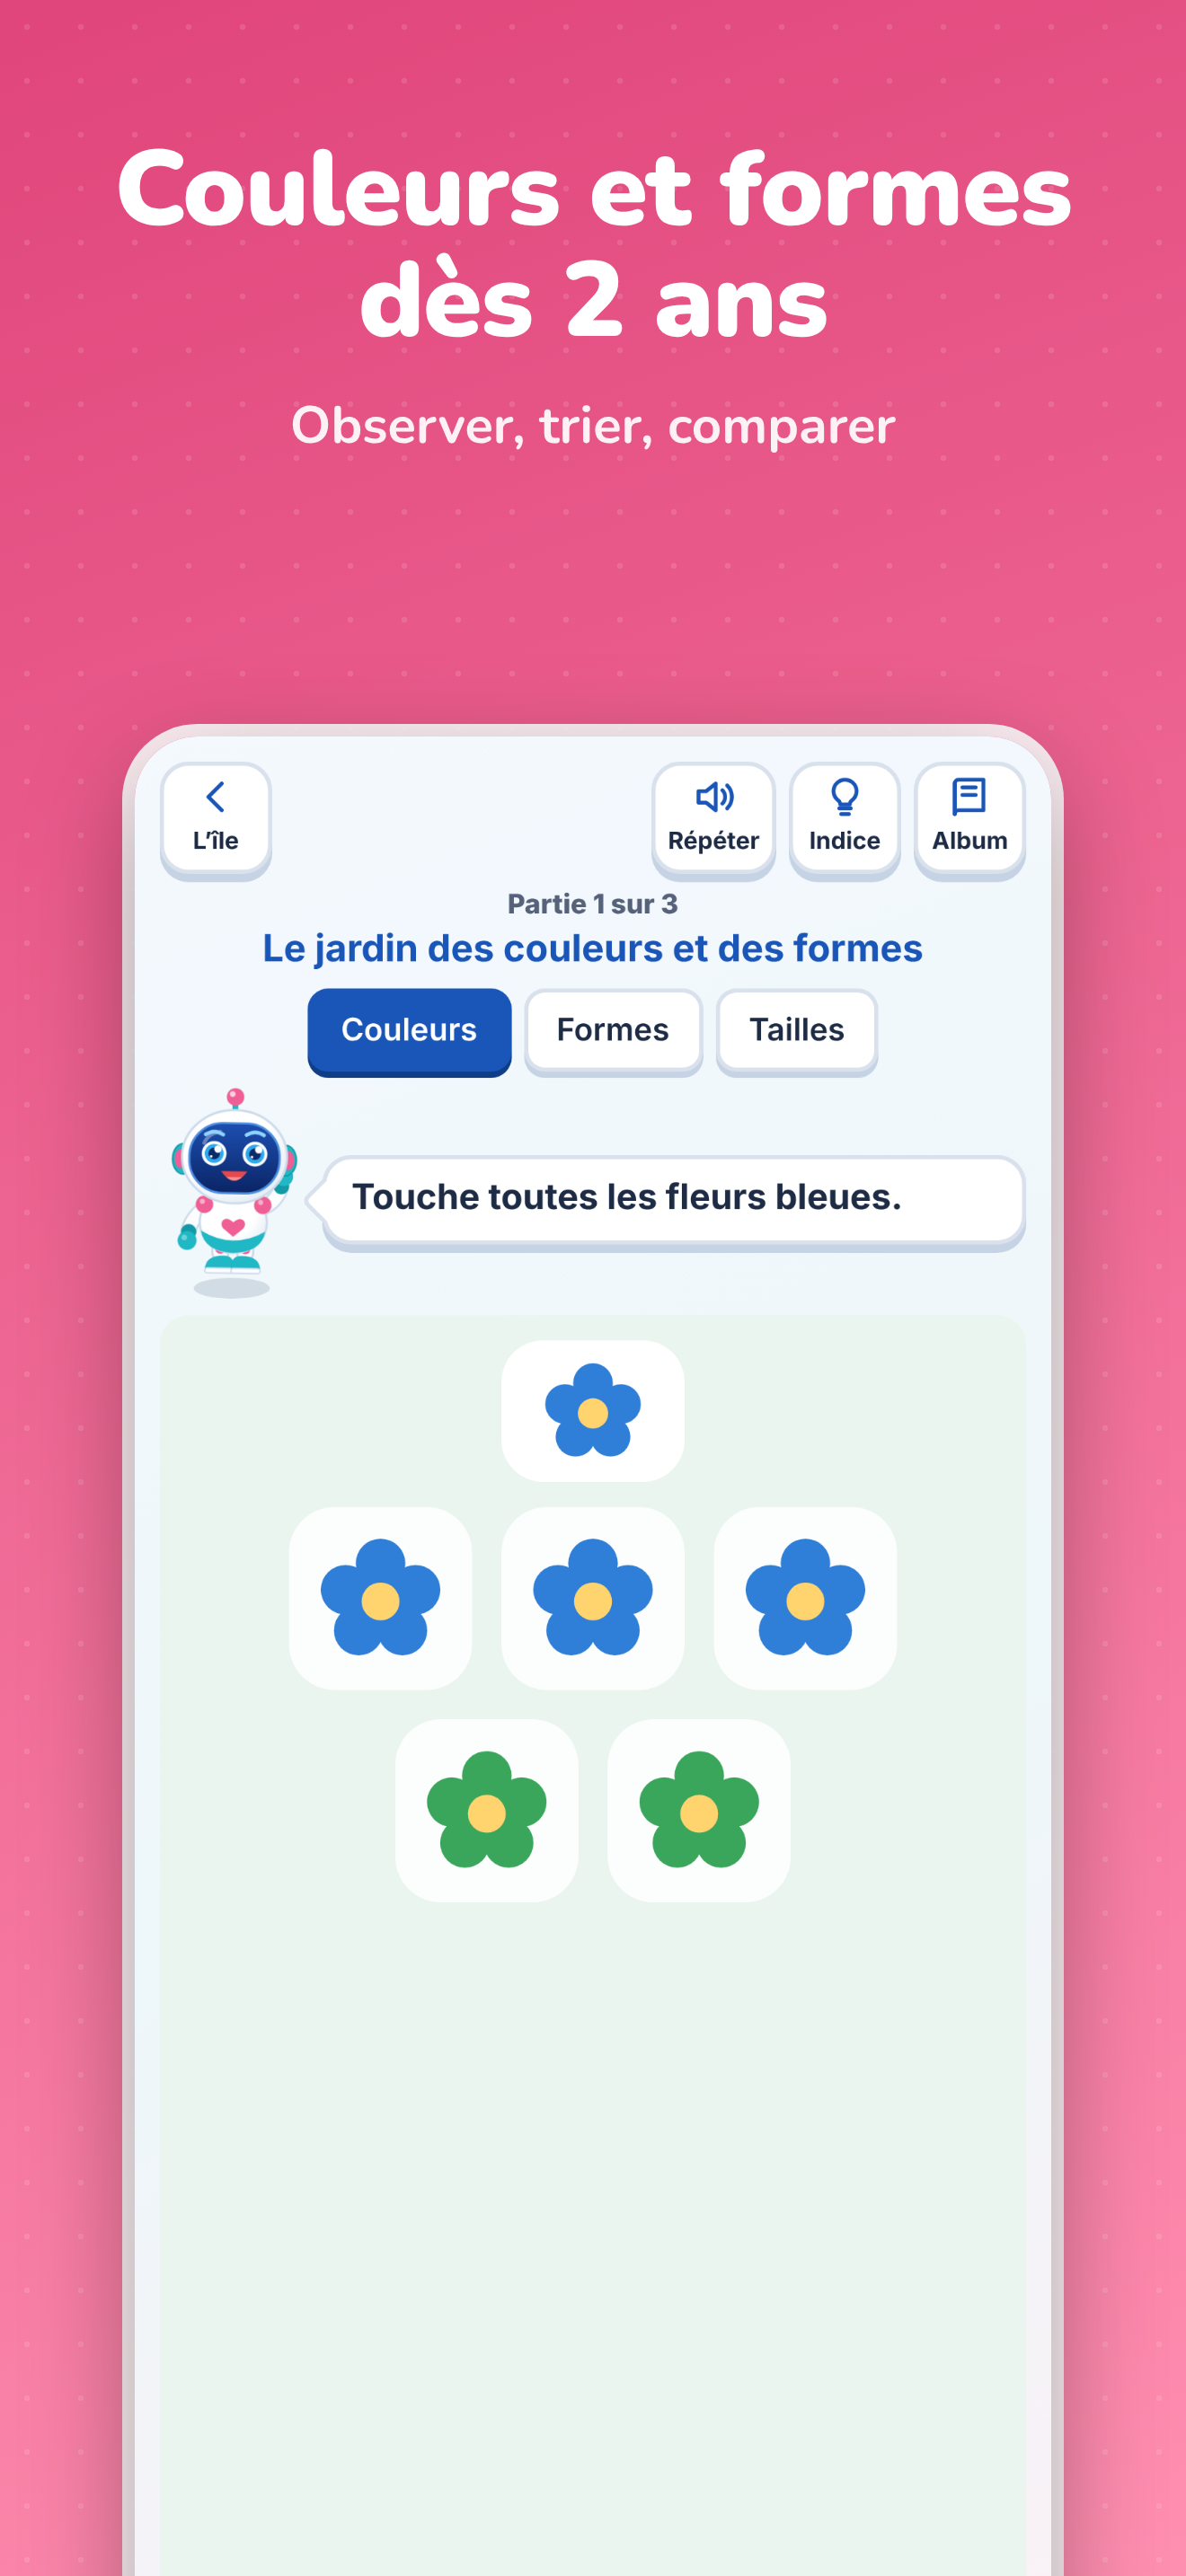 Couleurs et formes
dès 2 ans
Observer, trier, comparer
L'île
Répéter
Indice
Album
Partie 1 sur 3
Le jardin des couleurs et des formes
Couleurs
Formes
Tailles
Touche toutes les fleurs bleues.